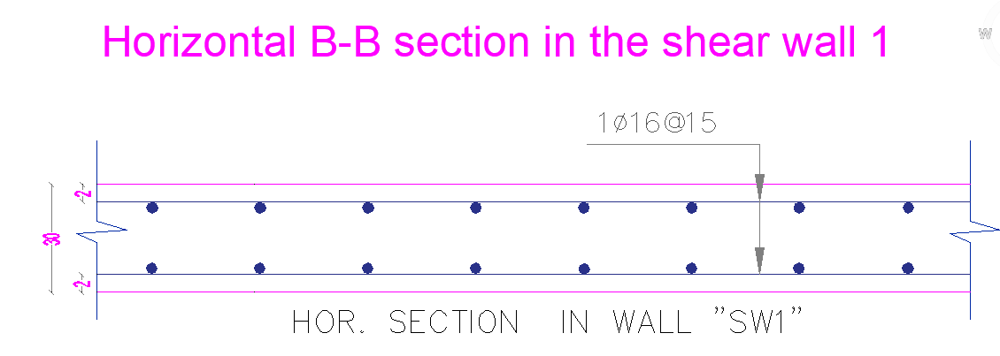 Horizontal B-B section in the shear wall 1
W
1ø16@15
2
30
2
HOR. SECTION IN WALL "SW1"